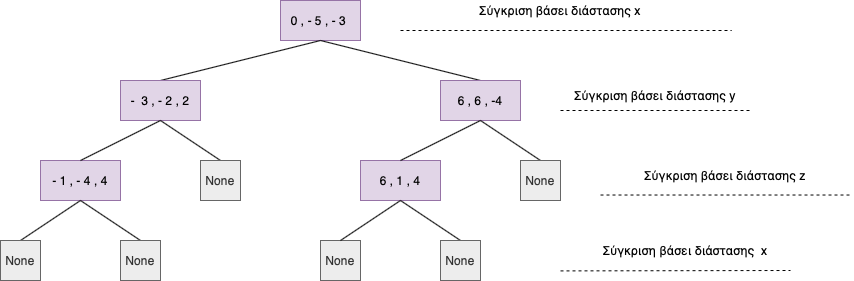 Σύγκριση βάσει διάστασης x
0 , - 5 , - 3
- 3 , - 2 , 2
6 , 6 , -4
Σύγκριση βάσει διάστασης y
- 1 , - 4 , 4
None
6 , 1 , 4
None
Σύγκριση βάσει διάστασης z
None
None
None
None
Σύγκριση βάσει διάστασης x